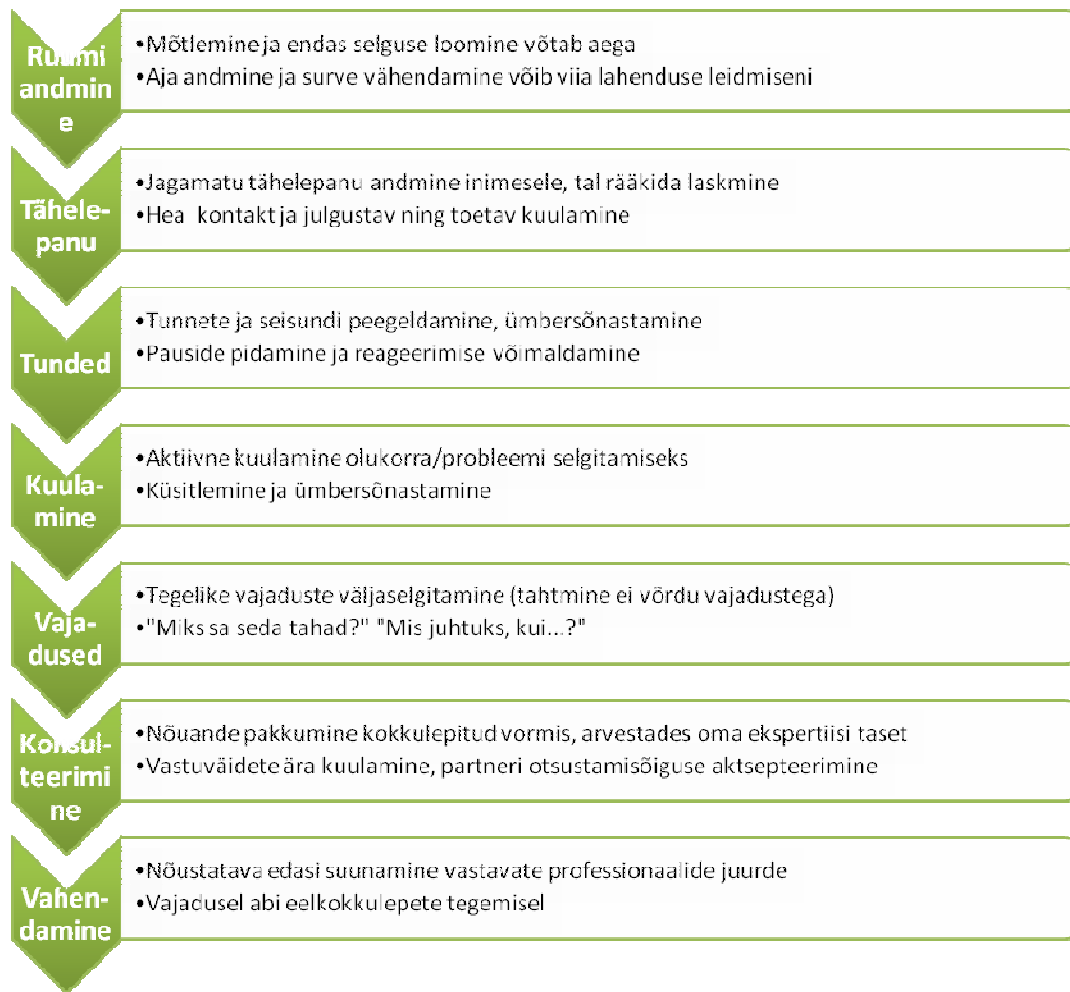 Ruumi
andmin
e
•Mõtlemine ja endas selguse loomine võtab aega
•Aja andmine ja surve vähendamine võib viia lahenduse leidmiseni
Tähele-
panu
•Jagamatu tähelepanu andmine inimesele, tal rääkida laskmine
•Hea kontakt ja julgustav ning toetav kuulamine
Tunded
•Tunnete ja seisundi peegeldamine, ümbersõnastamine
•Pauside pidamine ja reageerimise võimaldamine
Kuula-
mine
•Aktiivne kuulamine olukorra/probleemi selgitamiseks
•Küsitlemine ja ümbersõnastamine
Vaja-
dused
•Tegelike vajaduste väljaselgitamine (tahtmine ei võrdu vajadustega)
•"Miks sa seda tahad?" "Mis juhtuks, kui...?"
Konsul-
teerimi
ne
•Nõuande pakkumine kokkulepitud vormis, arvestades oma ekspertiisi taset
•Vastuväidete ära kuulamine, partneri otsustamisõiguse aktsepteerimine
Vahen-
damine
•Nõustatava edasi suunamine vastavate professionaalide juurde
•Vajadusel abi eelkokkulepete tegemisel